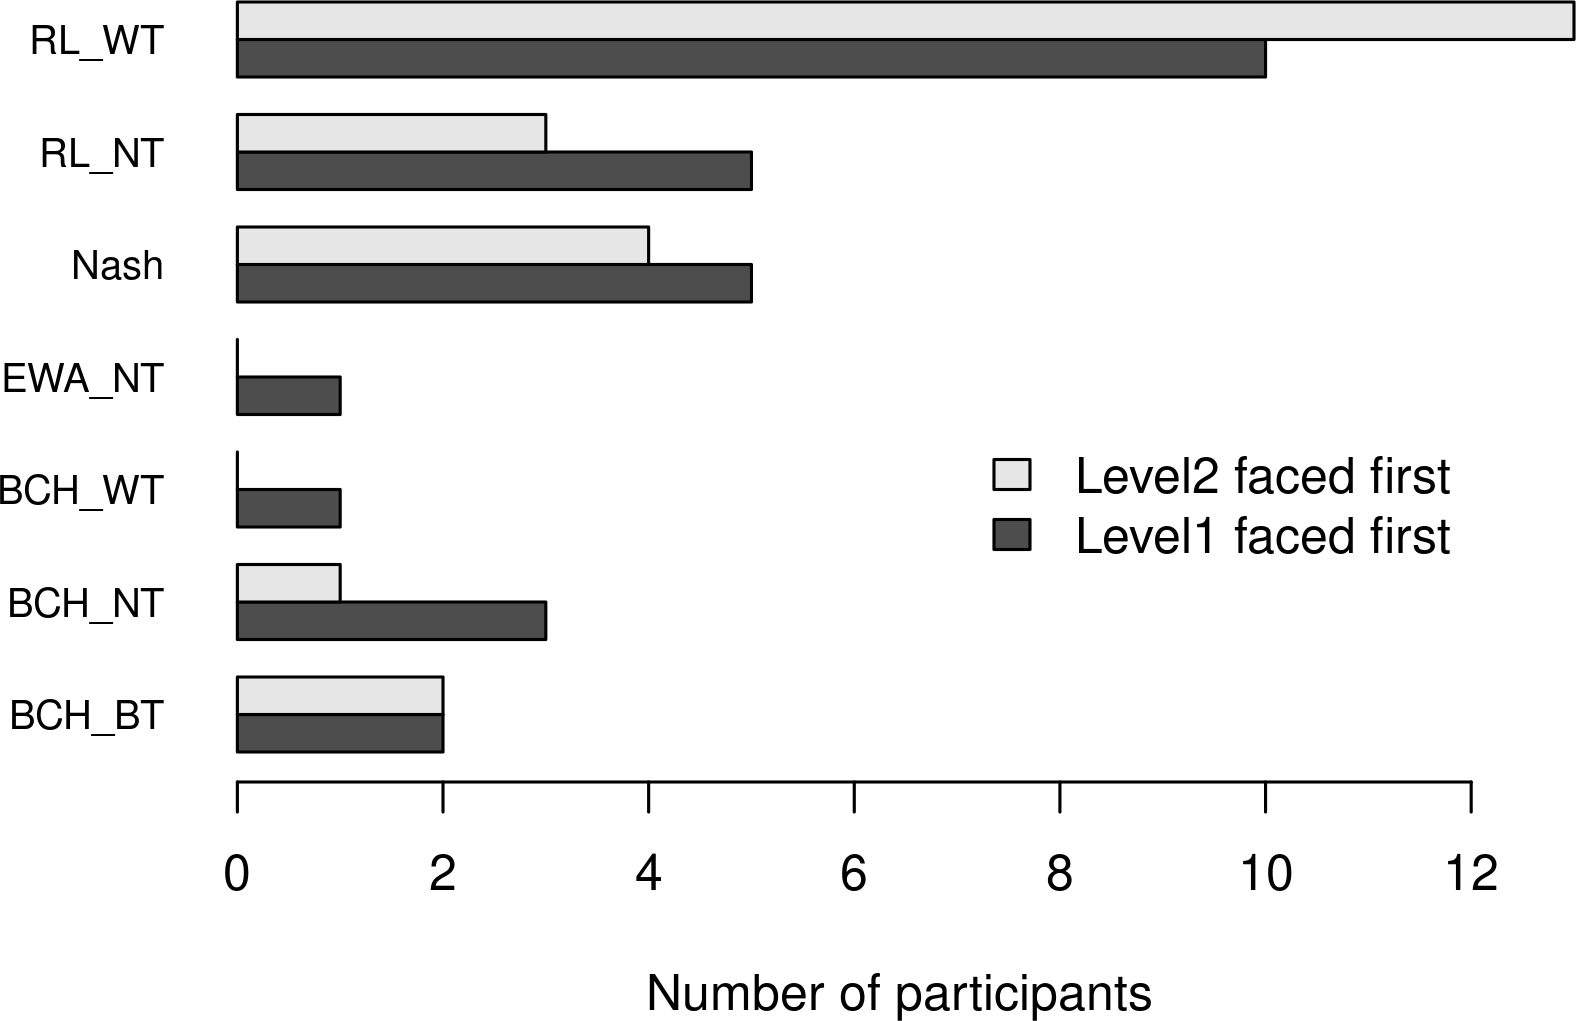 RL_WT
RL_NT
Nash
EWA_NT
BCH_WT
BCH_NT
BCH_BT
Level2 faced first
Level1 faced first
0 2 4 6 8 10 12
Number of participants